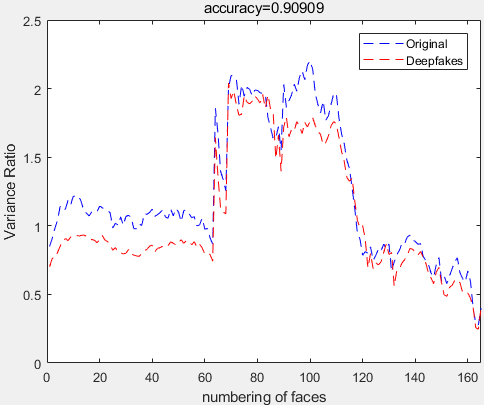 accuracy=0.90909
2.5
Original
Deepfakes
2
1.5
Variance Ratio
1
0.5
0
0 20 40 60 80 100 120 140 160
numbering of faces